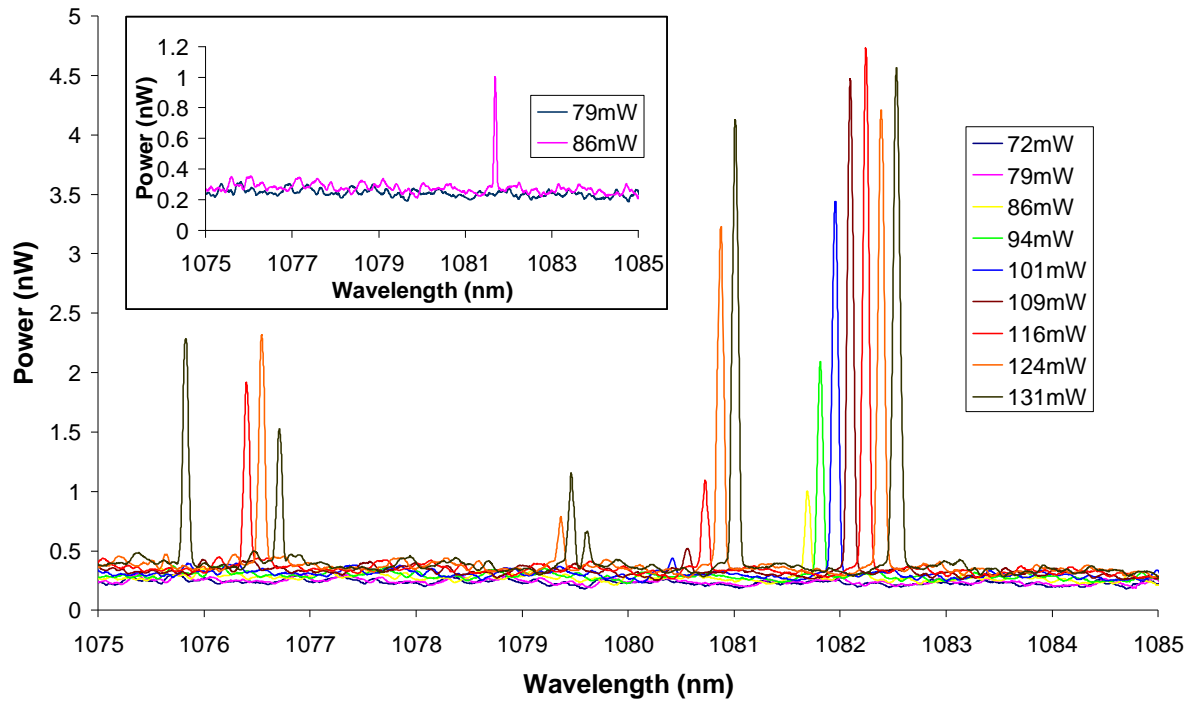 5
4.5
4
3.5
3
2.5
2
1.5
1
0.5
0
Power (nW)
1075 1076 1077 1078 1079 1080 1081 1082 1083 1084 1085
Wavelength (nm)
1.2
1
0.8
0.6
0.4
0.2
0
Power (nW)
1075 1077 1079 1081 1083 1085
Wavelength (nm)
79mW
86mW
72mW
79mW
86mW
94mW
101mW
109mW
116mW
124mW
131mW